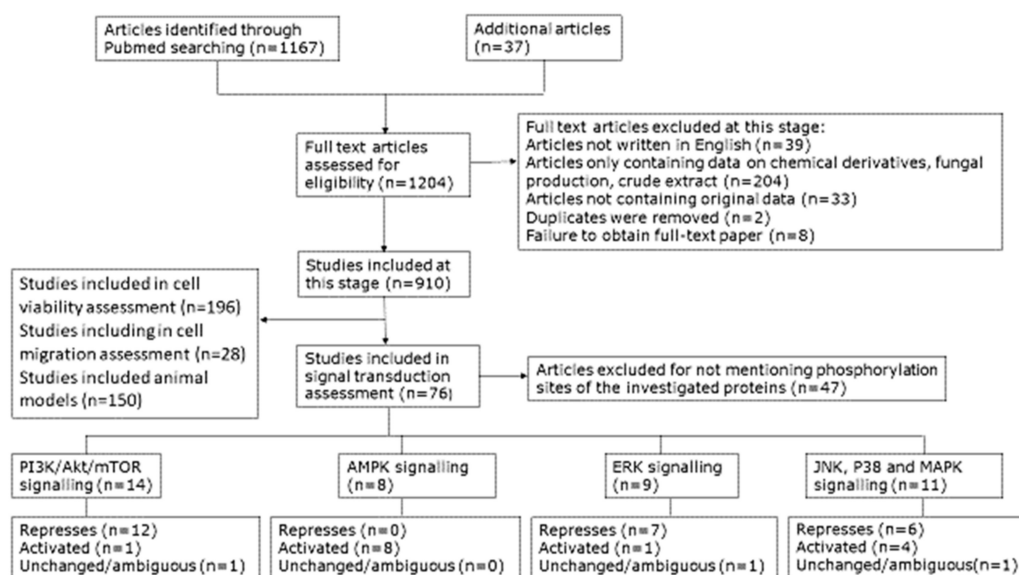 Articles identified through
Pubmed searching (n=1167)
Additional articles
(n=37)
Full text articles
assessed for
eligibility (n=1204)
Full text articles excluded at this stage:
Articles not written in English (n=39)
Articles only containing data on chemical derivatives, fungal
production, crude extract (n=204)
Articles not containing original data (n=33)
Duplicates were removed (n=2)
Failure to obtain full-text paper (n=8)
Studies included at
this stage (n=910)
Studies included in cell
viability assessment (n=196)
Studies including in cell
migration assessment (n=28)
Studies included animal
models (n=150)
Studies included in
signal transduction
assessment (n=76)
Articles excluded for not mentioning phosphorylation
sites of the investigated proteins (n=47)
PI3K/Akt/mTOR
signalling (n=14)
AMPK signalling
(n=8)
ERK signalling
(n=9)
JNK, P38 and MAPK
signalling (n=11)
Represses (n=12)
Activated (n=1)
Unchanged/ambiguous (n=1)
Represses (n=0)
Activated (n=8)
Unchanged/ambiguous (n=0)
Represses (n=7)
Activated (n=1)
Unchanged/ambiguous (n=1)
Represses (n=6)
Activated (n=4)
Unchanged/ambiguous(n=1)